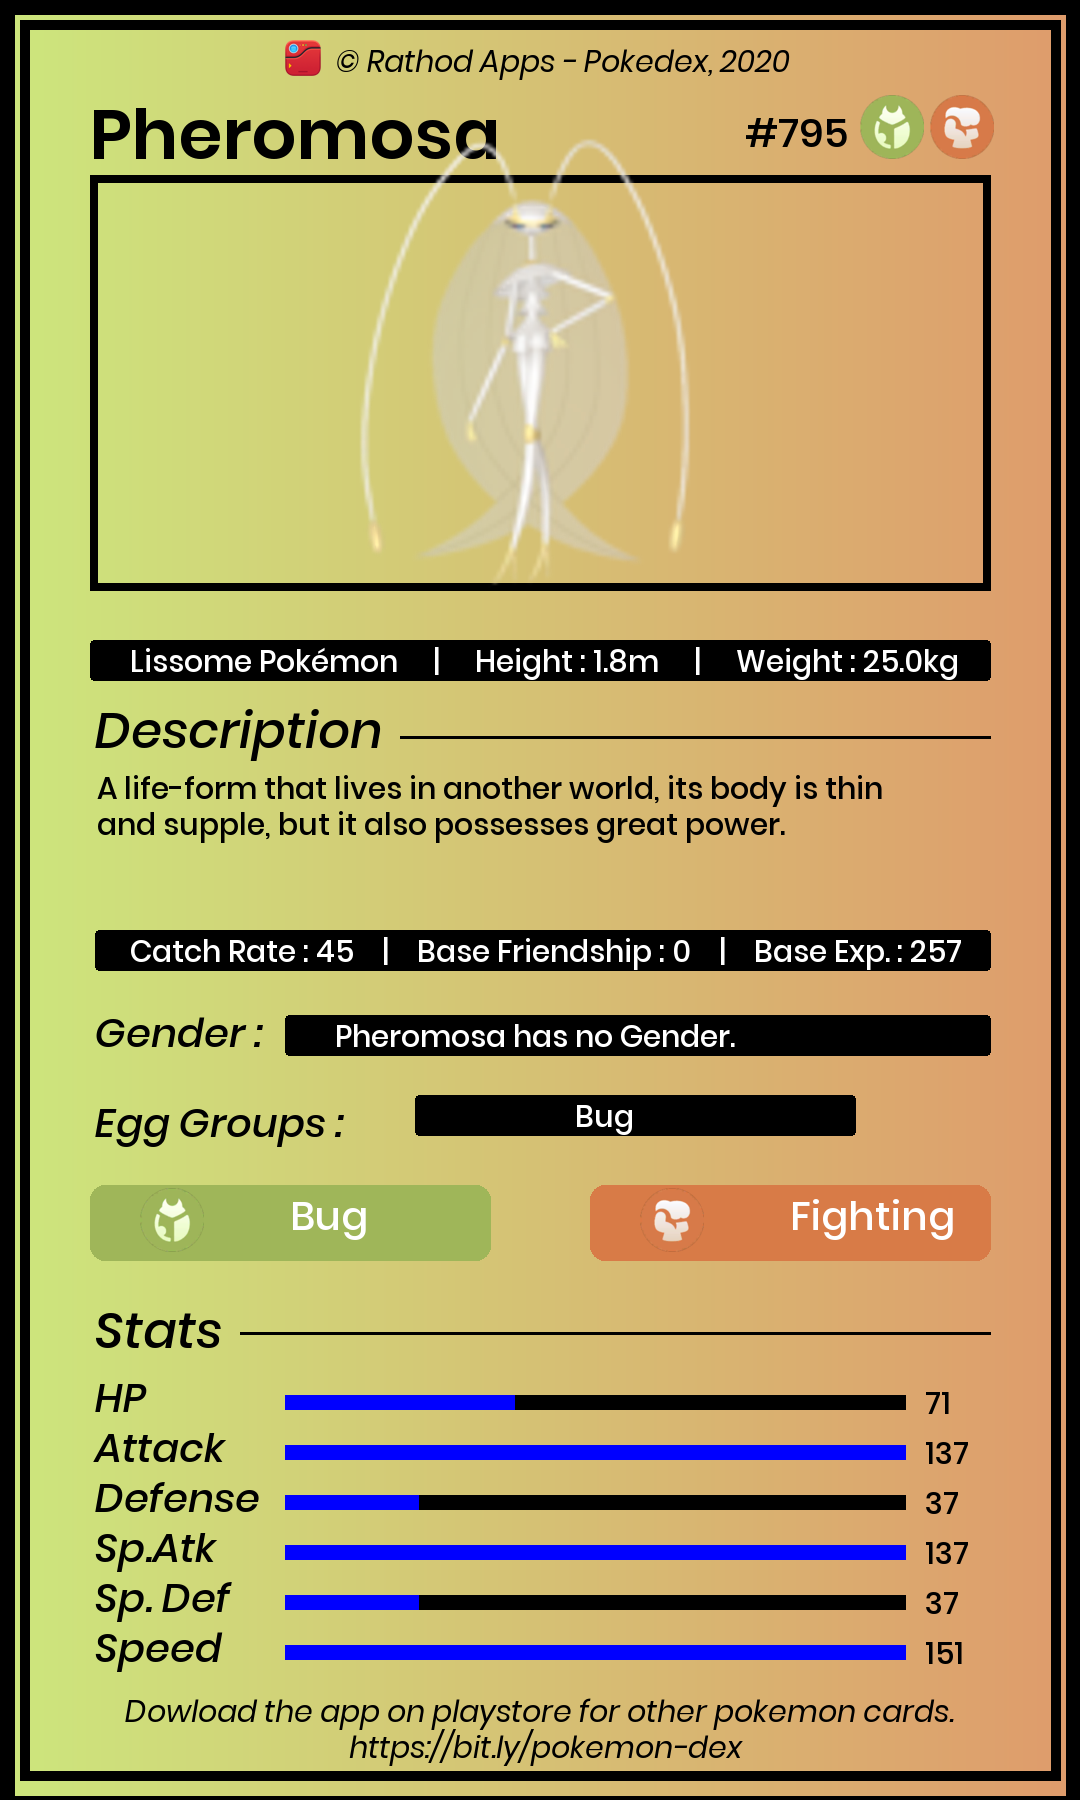 © Rathod Apps - Pokedex, 2020
Pheromosa #795
Lissome Pokémon | Height : 1.8m | Weight : 25.0kg
Description
A life-form that lives in another world, its body is thin
and supple, but it also possesses great power.
Catch Rate : 45 | Base Friendship : 0 | Base Exp. : 257
Gender : Pheromosa has no Gender.
Egg Groups : Bug
Bug Fighting
Stats
HP 71
Attack 137
Defense 37
Sp.Atk 137
Sp. Def 37
Speed 151
Dowload the app on playstore for other pokemon cards.
https://bit.ly/pokemon-dex